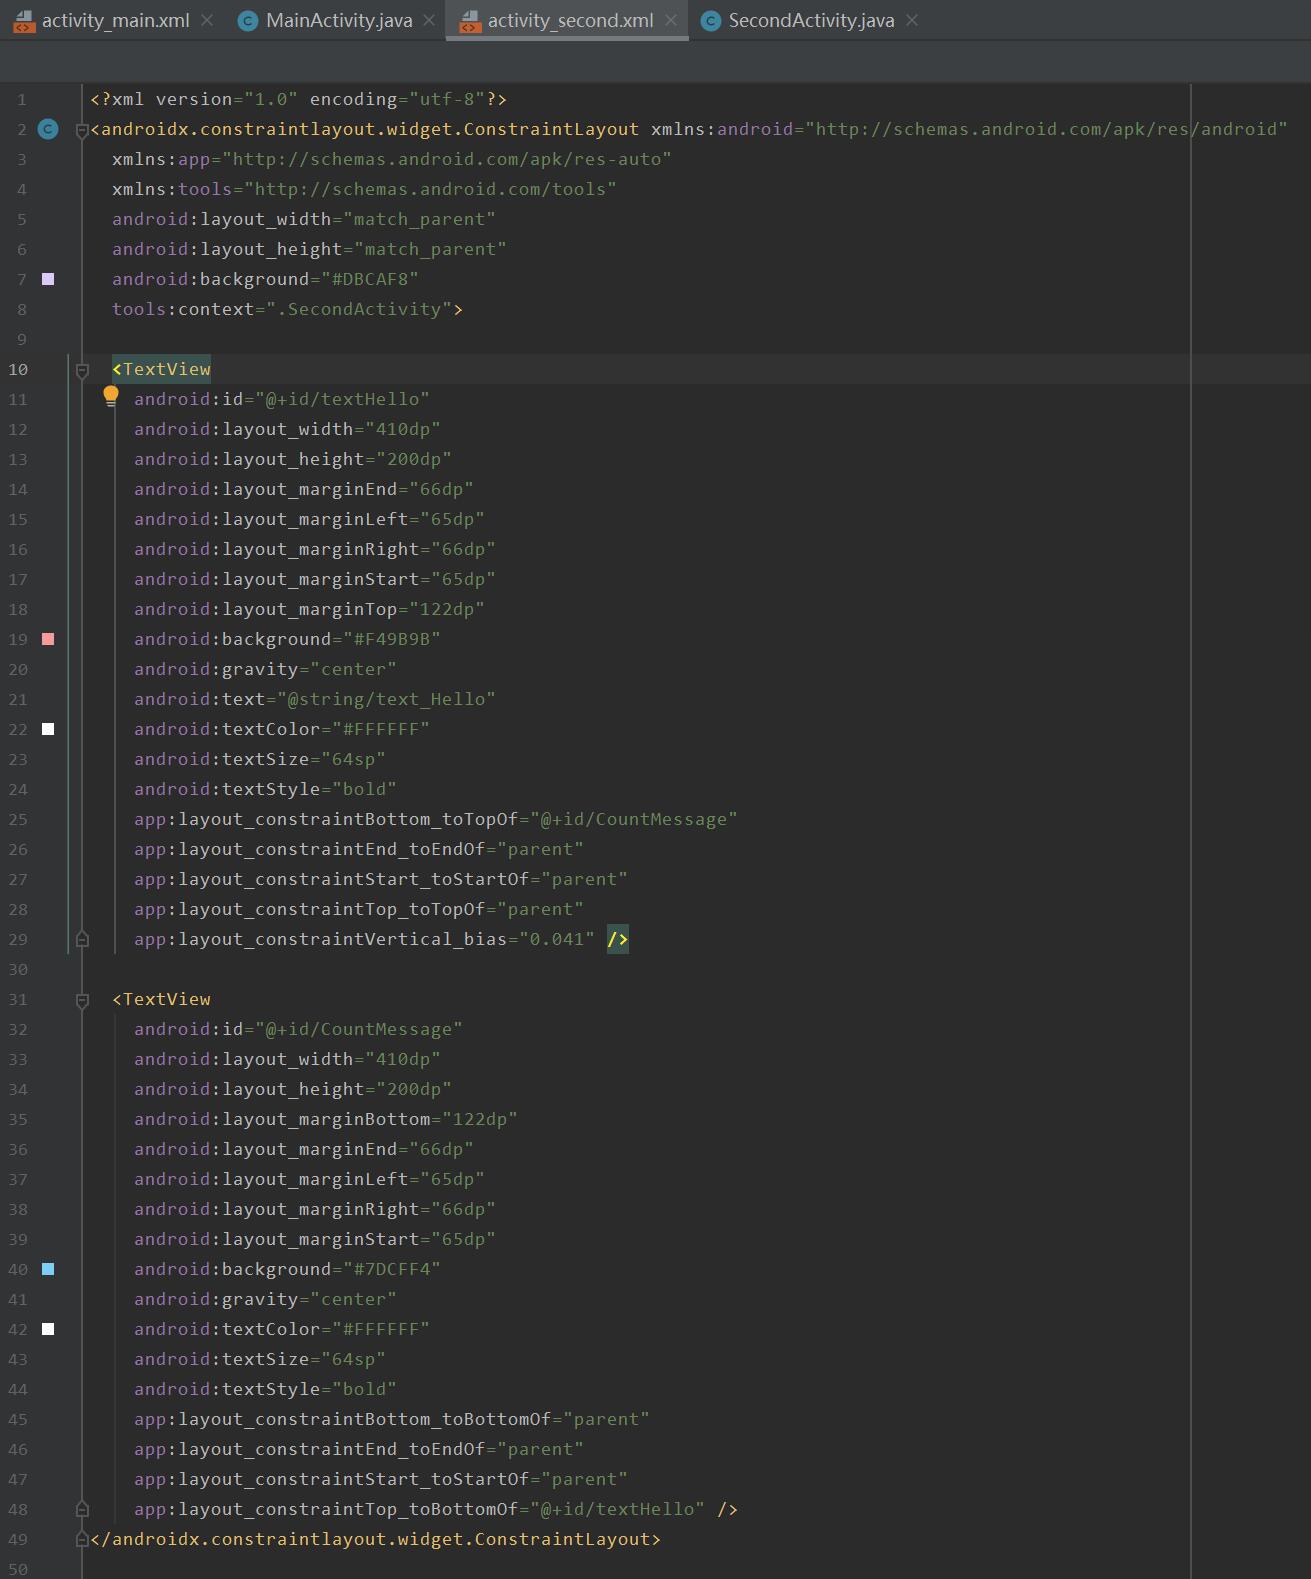 activity_main.xml MainActivity.java activity_second.xml SecondActivity.java
1 <?xml version="1.0" encoding="utf-8"?>
2 <androidx.constraintlayout.widget.ConstraintLayout xmlns:android="http://schemas.android.com/apk/res/android"
3 xmlns:app="http://schemas.android.com/apk/res-auto"
4 xmlns:tools="http://schemas.android.com/tools"
5 android:layout_width="match_parent"
6 android:layout_height="match_parent"
7 android:background="#DBCAF8"
8 tools:context=".SecondActivity">
9
10 <TextView
11 android:id="@+id/textHello"
12 android:layout_width="410dp"
13 android:layout_height="200dp"
14 android:layout_marginEnd="66dp"
15 android:layout_marginLeft="65dp"
16 android:layout_marginRight="66dp"
17 android:layout_marginStart="65dp"
18 android:layout_marginTop="122dp"
19 android:background="#F49B9B"
20 android:gravity="center"
21 android:text="@string/text_Hello"
22 android:textColor="#FFFFFF"
23 android:textSize="64sp"
24 android:textStyle="bold"
25 app:layout_constraintBottom_toTopOf="@+id/CountMessage"
26 app:layout_constraintEnd_toEndOf="parent"
27 app:layout_constraintStart_toStartOf="parent"
28 app:layout_constraintTop_toTopOf="parent"
29 app:layout_constraintVertical_bias="0.041" />
30
31 <TextView
32 android:id="@+id/CountMessage"
33 android:layout_width="410dp"
34 android:layout_height="200dp"
35 android:layout_marginBottom="122dp"
36 android:layout_marginEnd="66dp"
37 android:layout_marginLeft="65dp"
38 android:layout_marginRight="66dp"
39 android:layout_marginStart="65dp"
40 android:background="#7DCFF4"
41 android:gravity="center"
42 android:textColor="#FFFFFF"
43 android:textSize="64sp"
44 android:textStyle="bold"
45 app:layout_constraintBottom_toBottomOf="parent"
46 app:layout_constraintEnd_toEndOf="parent"
47 app:layout_constraintStart_toStartOf="parent"
48 app:layout_constraintTop_toBottomOf="@+id/textHello" />
49 </androidx.constraintlayout.widget.ConstraintLayout>
50